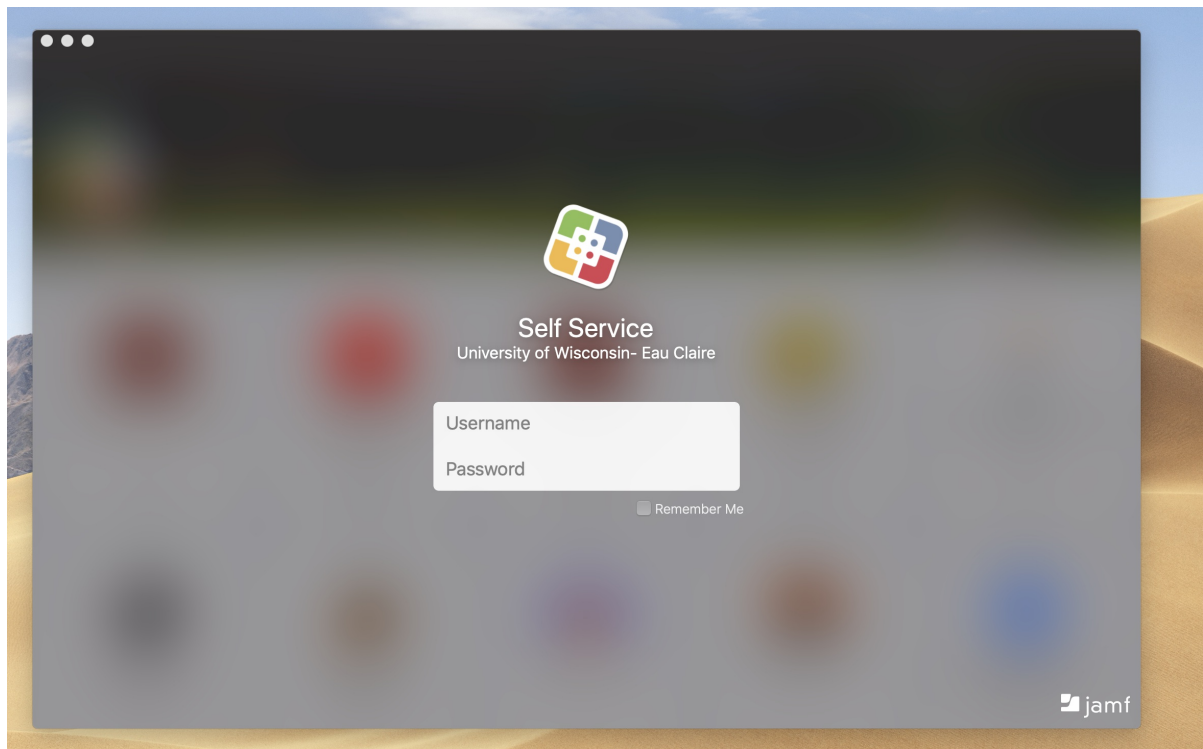 Self Service
University of Wisconsin- Eau Claire
Username
Password
Remember Me
jamf